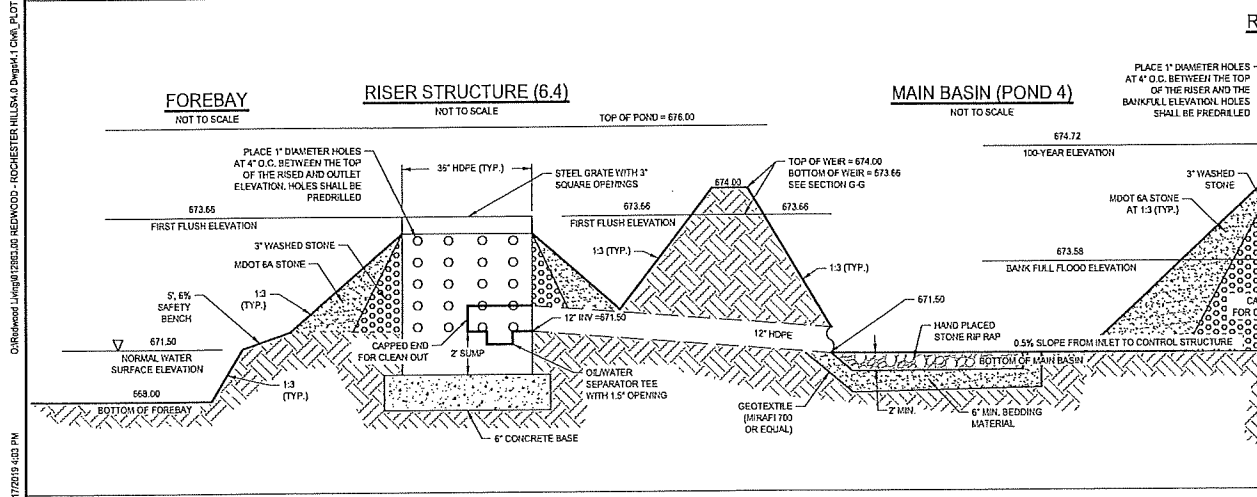 R
FOREBAY
NOT TO SCALE
RISER STRUCTURE (6.4)
NOT TO SCALE
MAIN BASIN (POND 4)
NOT TO SCALE
PLACE 1" DIAMETER HOLES
AT 4" O.C. BETWEEN THE TOP
OF THE RISER AND THE
BANKFULL ELEVATION. HOLES
SHALL BE PREDRILLED
TOP OF POND = 676.00
PLACE 1" DIAMETER HOLES
AT 4" O.C. BETWEEN THE TOP
OF THE RISED AND OUTLET
ELEVATION. HOLES SHALL BE
PREDRILLED
36" HDPE (TYP.)
STEEL GRATE WITH 3"
SQUARE OPENINGS
674.00
TOP OF WEIR = 674.00
BOTTOM OF WEIR = 673.66
SEE SECTION G-G
674.72
100-YEAR ELEVATION
3" WASHED
STONE
MDOT 6A STONE
AT 1:3 (TYP.)
673.66
FIRST FLUSH ELEVATION
673.66
FIRST FLUSH ELEVATION
673.66
3" WASHED STONE
MDOT 6A STONE
1:3 (TYP.)
1:3 (TYP.)
673.58
BANK FULL FLOOD ELEVATION
1:3
(TYP.)
5', 6%
SAFETY
BENCH
671.50
NORMAL WATER
SURFACE ELEVATION
CAPPED END
FOR CLEAN OUT
2' SUMP
12" INV =671.50
12" HDPE
671.50
HAND PLACED
STONE RIP RAP
0.5% SLOPE FROM INLET TO CONTROL STRUCTURE
BOTTOM OF MAIN BASIN
CA
FOR C
668.00
BOTTOM OF FOREBAY
1:3
(TYP.)
OIL/WATER
SEPARATOR TEE
WITH 1.5" OPENING
6" CONCRETE BASE
GEOTEXTILE
(MIRAFI 700
OR EQUAL)
2' MIN.
6" MIN. BEDDING
MATERIAL
17/2019 4:03 PM